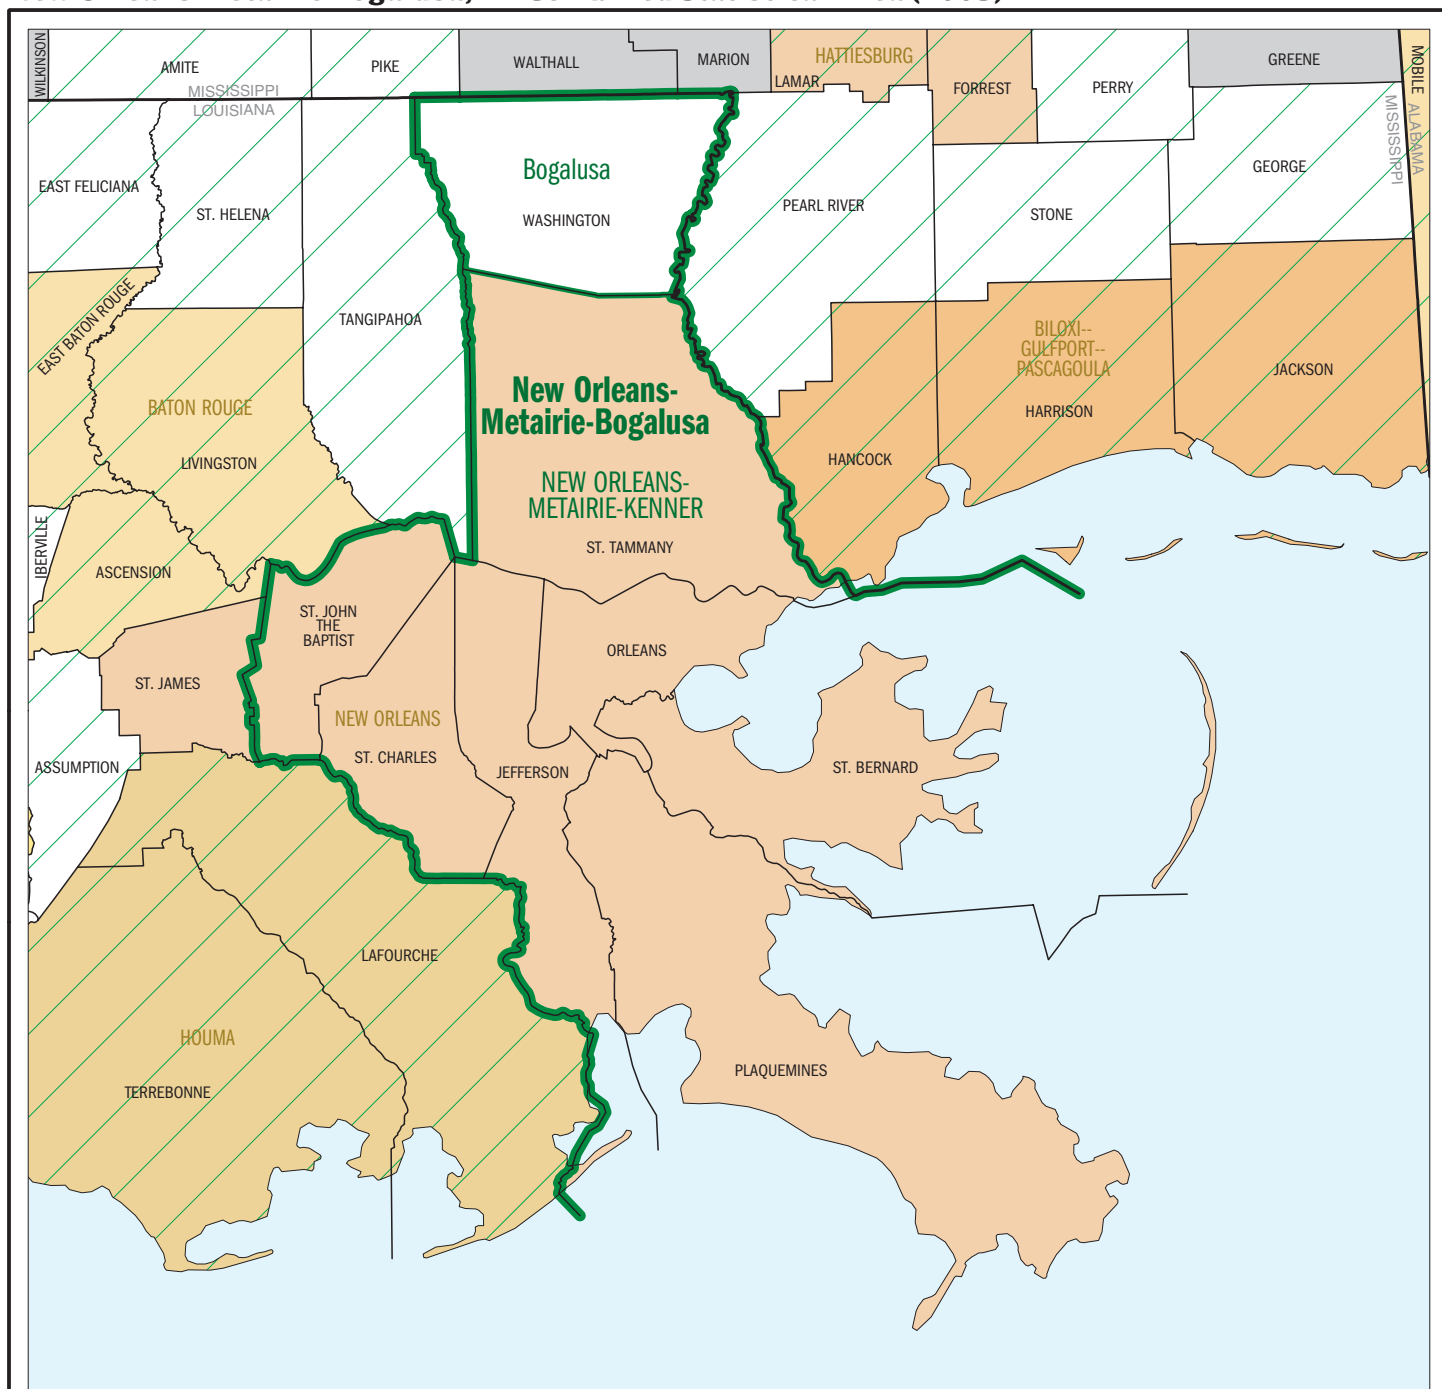 WILKINSON
AMITE
PIKE
WALTHALL
MARION
LAMAR
HATTIESBURG
FORREST
PERRY
GREENE
MOBILE
MISSISSIPPI
LOUISIANA
MISSISSIPPI
ALABAMA
EAST FELICIANA
ST. HELENA
Bogalusa
WASHINGTON
PEARL RIVER
STONE
GEORGE
EAST BATON ROUGE
TANGIPAHOA
BILOXI--
GULFPORT--
PASCAGOULA
HARRISON
JACKSON
BATON ROUGE
LIVINGSTON
New Orleans-
Metairie-Bogalusa
NEW ORLEANS-
METAIRIE-KENNER
ST. TAMMANY
HANCOCK
IBERVILLE
ASCENSION
ST. JOHN
THE
BAPTIST
ORLEANS
ST. JAMES
NEW ORLEANS
ST. CHARLES
JEFFERSON
ST. BERNARD
ASSUMPTION
LAFOURCHE
HOUMA
TERREBONNE
PLAQUEMINES